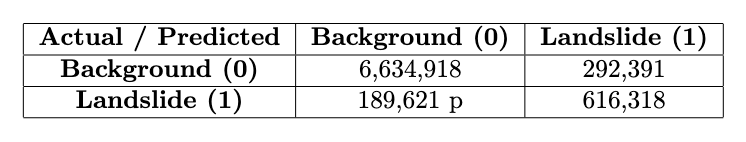 Actual / Predicted Background (0) Landslide (1)
Background (0) 6,634,918 292,391
Landslide (1) 189,621 p 616,318